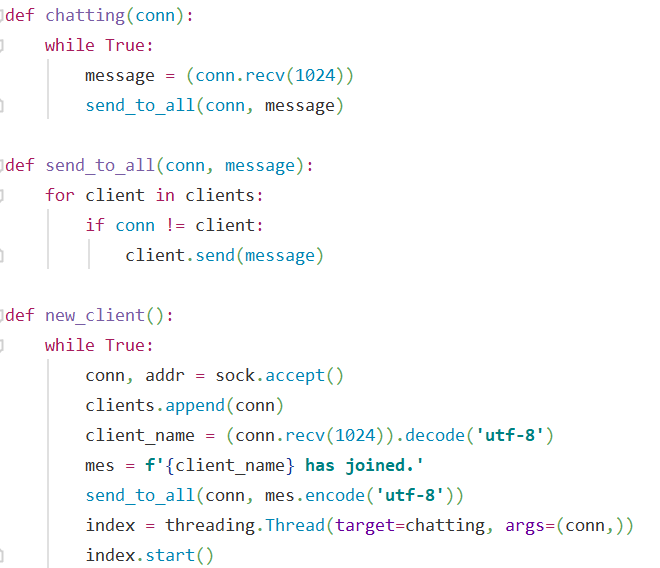 def chatting(conn):
    while True:
        message = (conn.recv(1024))
        send_to_all(conn, message)
def send_to_all(conn, message):
    for client in clients:
        if conn != client:
            client.send(message)
def new_client():
    while True:
        conn, addr = sock.accept()
        clients.append(conn)
        client_name = (conn.recv(1024)).decode('utf-8')
        mes = f'{client_name} has joined.'
        send_to_all(conn, mes.encode('utf-8'))
        index = threading.Thread(target=chatting, args=(conn,))
        index.start()